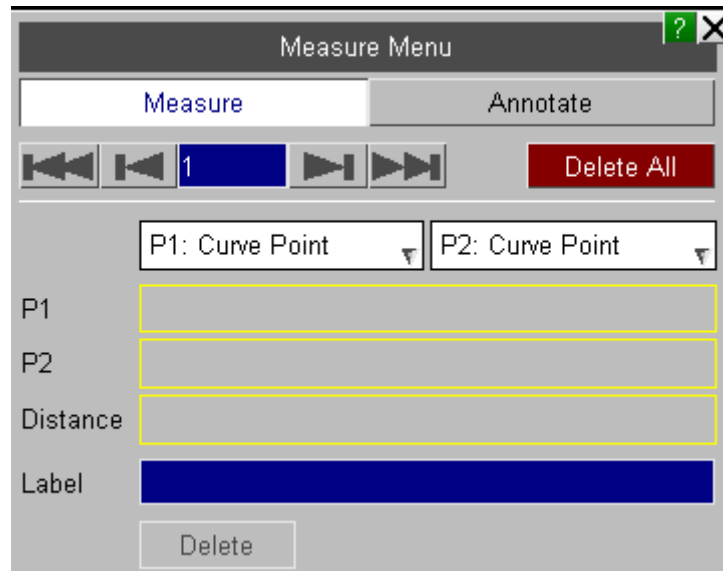 Measure Menu
?
Measure Annotate
1 Delete All
P1: Curve Point P2: Curve Point
P1
P2
Distance
Label
Delete